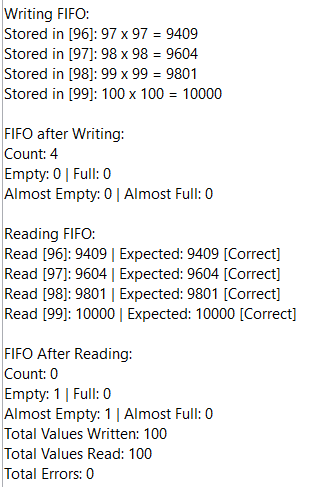 Writing FIFO:
Stored in [96]: 97 x 97 = 9409
Stored in [97]: 98 x 98 = 9604
Stored in [98]: 99 x 99 = 9801
Stored in [99]: 100 x 100 = 10000
FIFO after Writing:
Count: 4
Empty: 0 | Full: 0
Almost Empty: 0 | Almost Full: 0
Reading FIFO:
Read [96]: 9409 | Expected: 9409 [Correct]
Read [97]: 9604 | Expected: 9604 [Correct]
Read [98]: 9801 | Expected: 9801 [Correct]
Read [99]: 10000 | Expected: 10000 [Correct]
FIFO After Reading:
Count: 0
Empty: 1 | Full: 0
Almost Empty: 1 | Almost Full: 0
Total Values Written: 100
Total Values Read: 100
Total Errors: 0